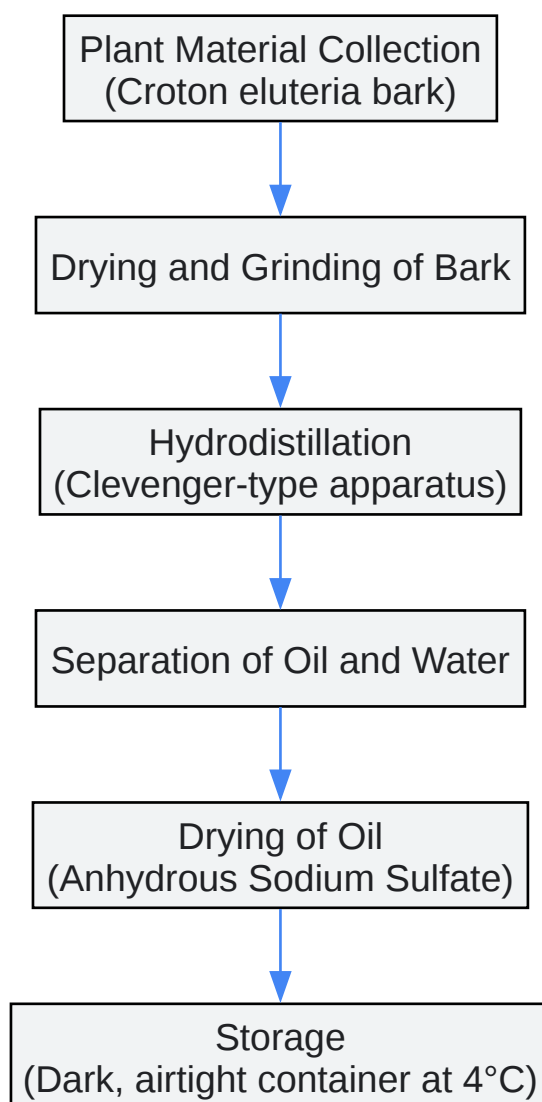 Plant Material Collection
(Croton eluteria bark)
Drying and Grinding of Bark
Hydrodistillation
(Clevenger-type apparatus)
Separation of Oil and Water
Drying of Oil
(Anhydrous Sodium Sulfate)
Storage
(Dark, airtight container at 4°C)